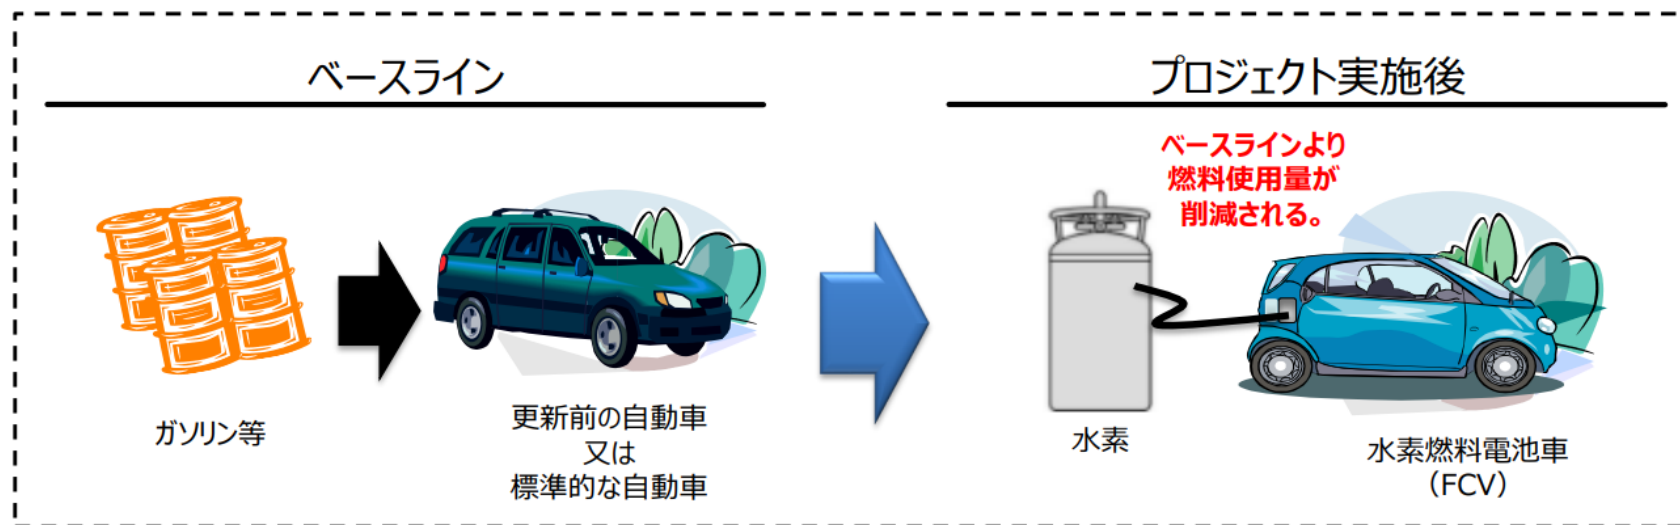 ベースライン
ガソリン等
更新前の自動車
又は
標準的な自動車
プロジェクト実施後
ベースラインより
燃料使用量が
削減される。
水素
水素燃料電池車
（FCV）